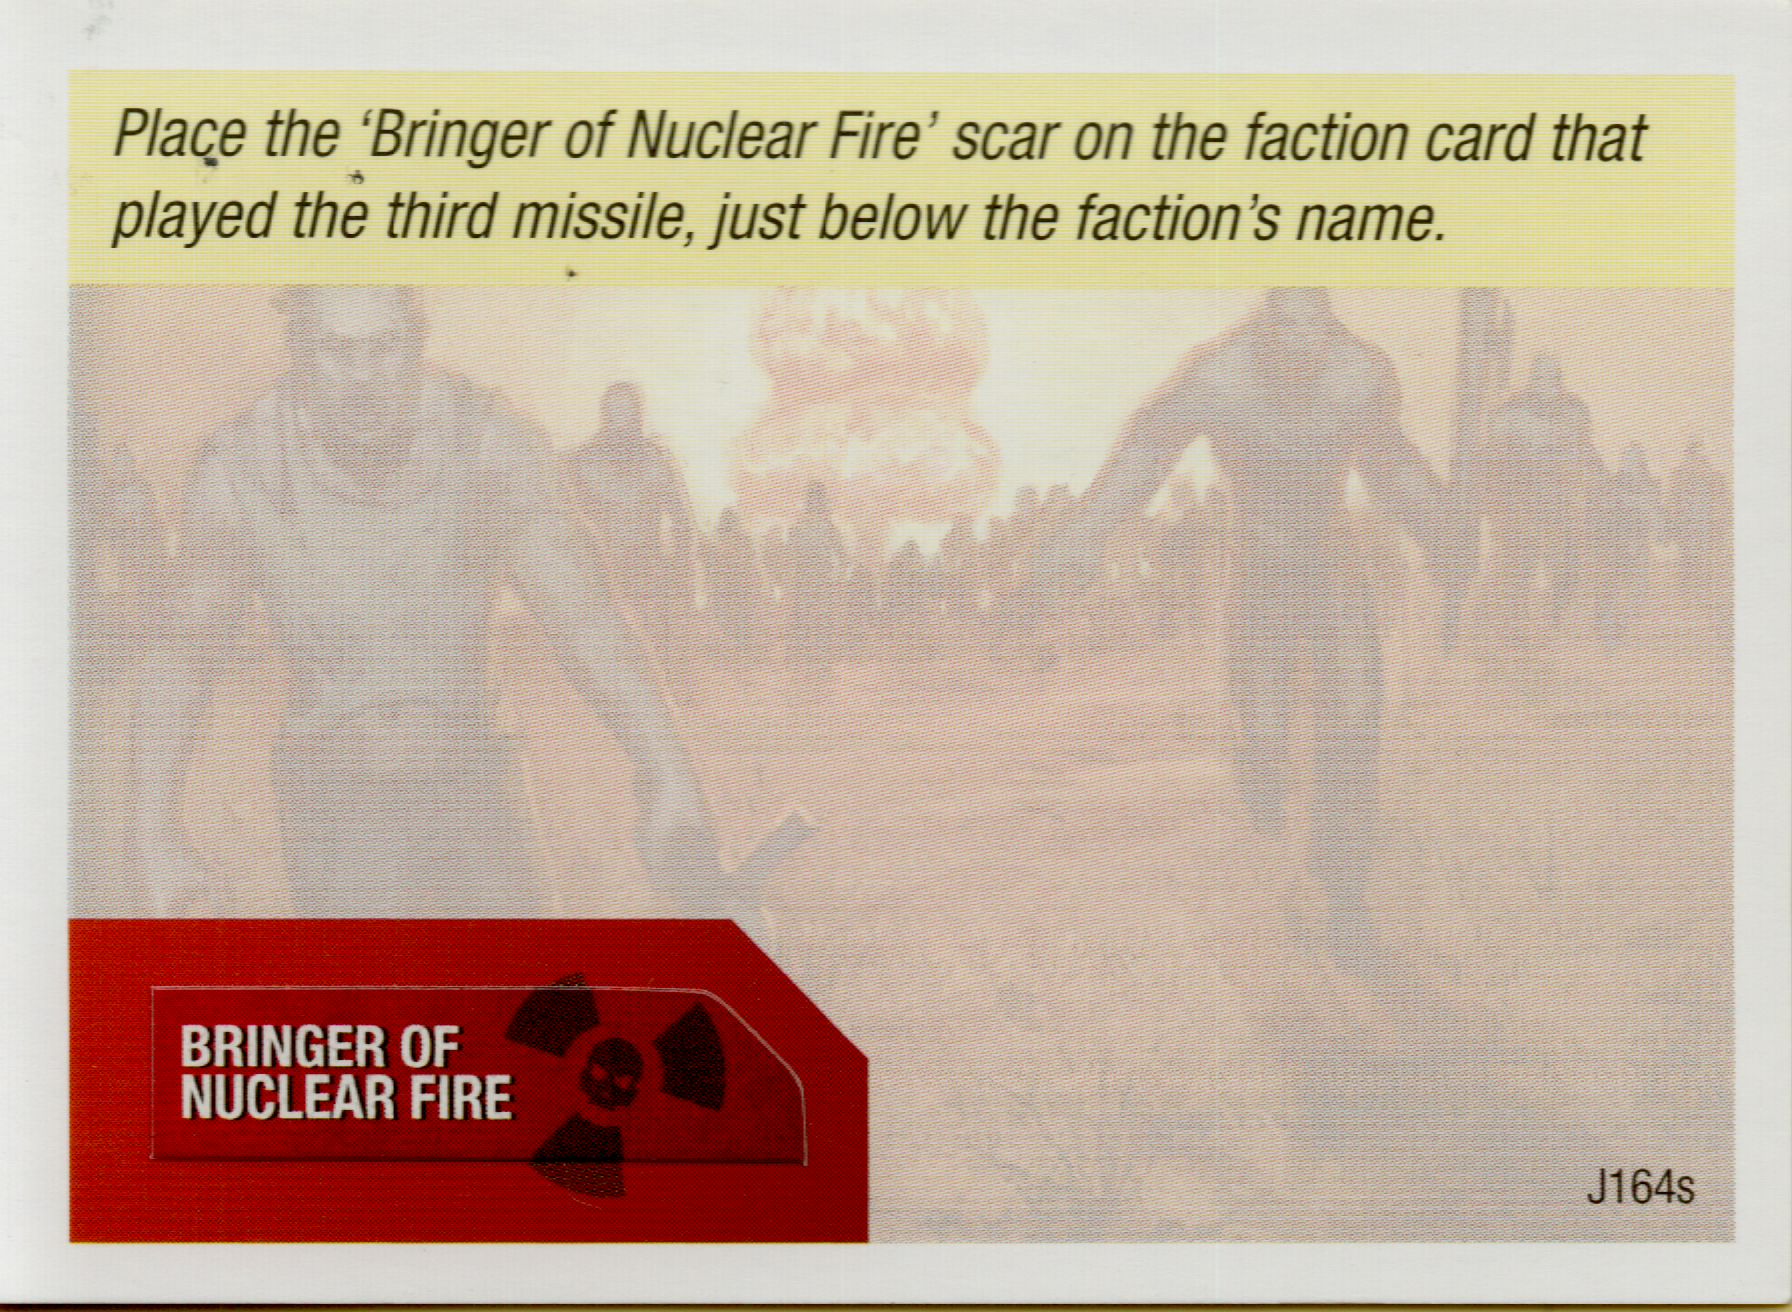 Place the ‘Bringer of Nuclear Fire’ scar on the faction card that
played the third missile, just below the faction’s name.
BRINGER OF
NUCLEAR FIRE
J164s